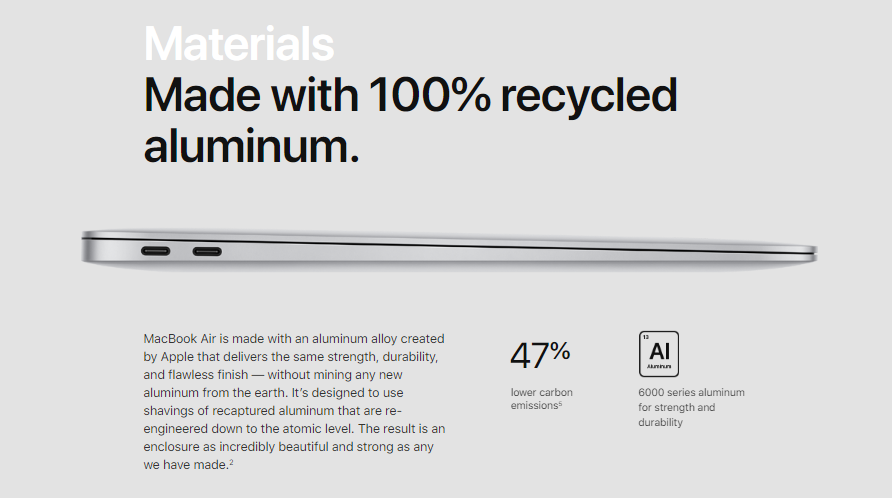 Materials
Made with 100% recycled
aluminum.
MacBook Air is made with an aluminum alloy created
by Apple that delivers the same strength, durability,
and flawless finish — without mining any new
aluminum from the earth. It’s designed to use
shavings of recaptured aluminum that are re-
engineered down to the atomic level. The result is an
enclosure as incredibly beautiful and strong as any
we have made.²
47%
lower carbon
emissions⁵
13
Al
Aluminum
6000 series aluminum
for strength and
durability